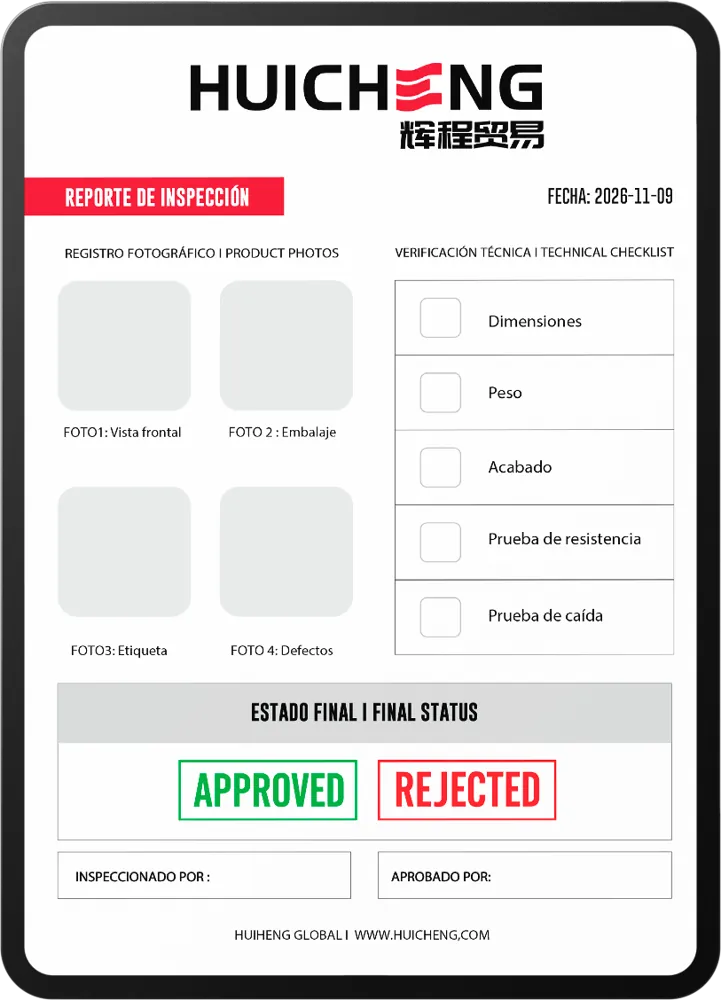 HUICHENG
辉程贸易
REPORTE DE INSPECCIÓN
FECHA: 2026-11-09
REGISTRO FOTOGRÁFICO I PRODUCT PHOTOS
VERIFICACIÓN TÉCNICA I TECHNICAL CHECKLIST
FOTO1: Vista frontal
FOTO 2 : Embalaje
FOTO3: Etiqueta
FOTO 4: Defectos
Dimensiones
Peso
Acabado
Prueba de resistencia
Prueba de caída
ESTADO FINAL I FINAL STATUS
APPROVED
REJECTED
INSPECCIONADO POR :
APROBADO POR:
HUIHENG GLOBAL I WWW.HUICHENG,COM